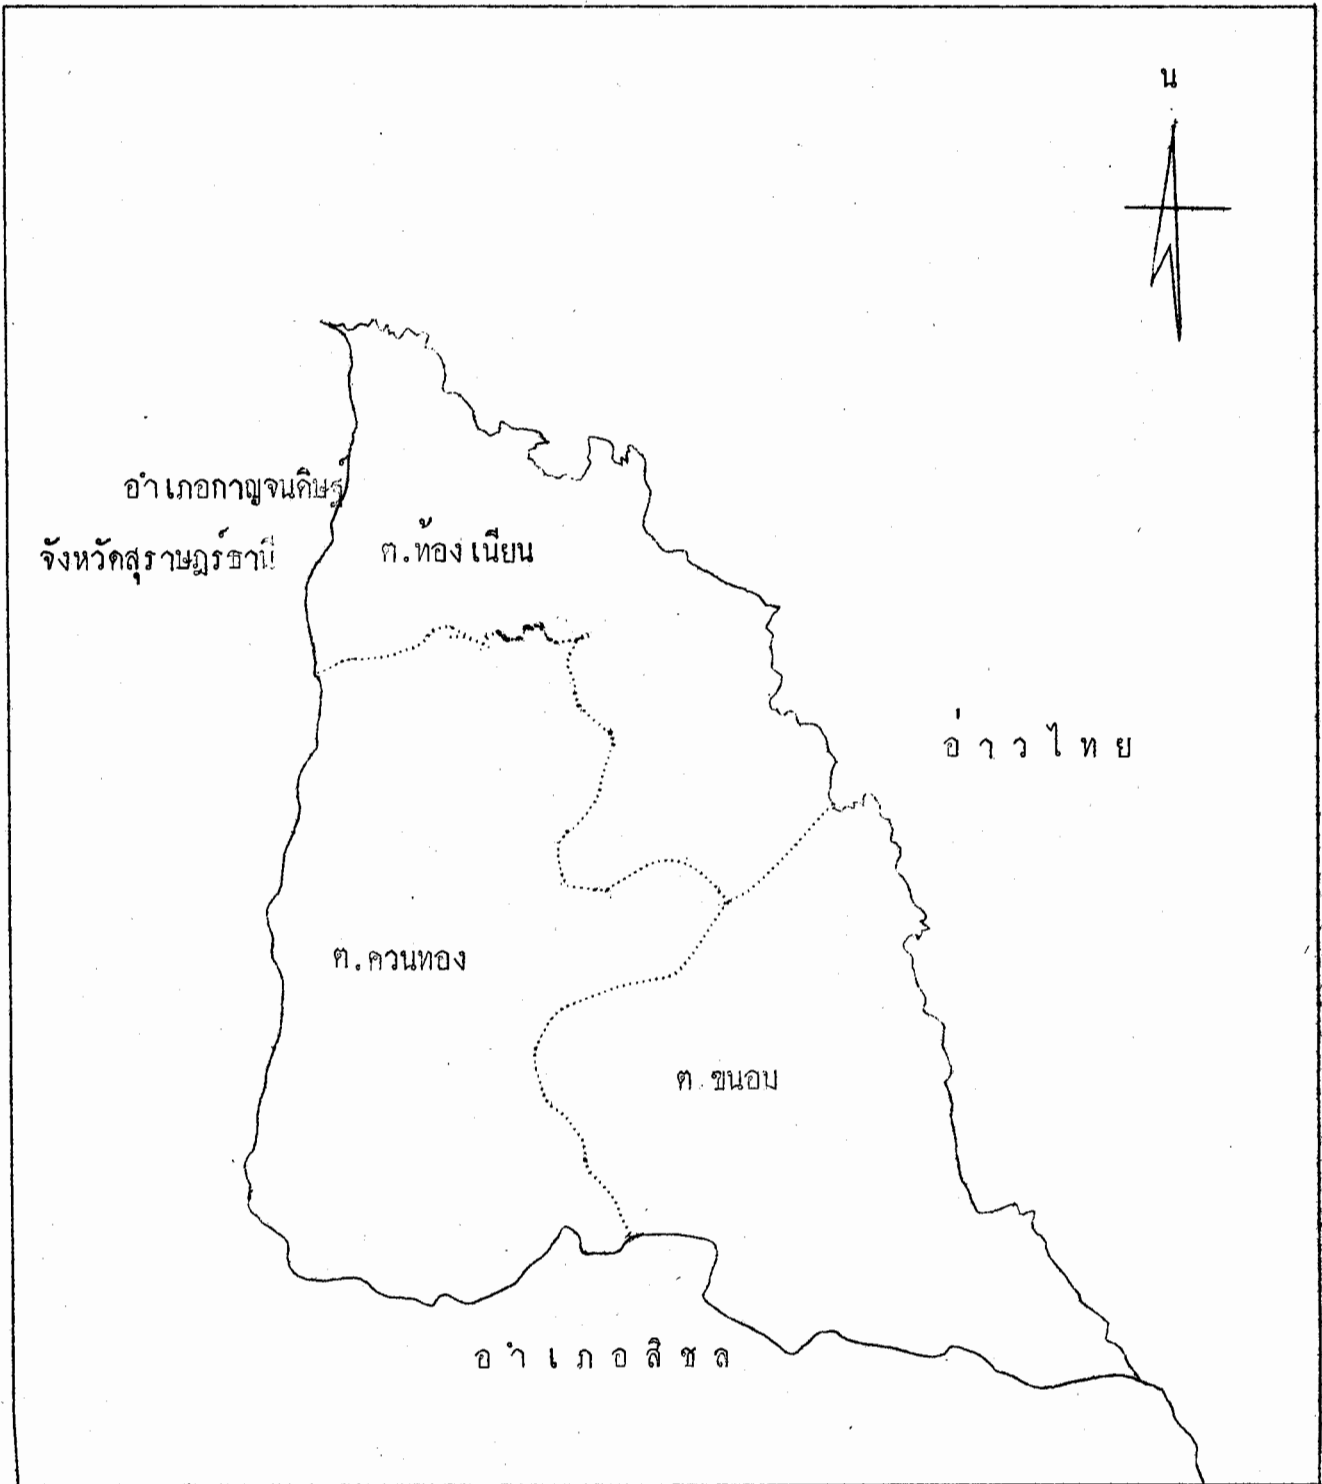 น
อำเภอกาญจนดิษฐ์
จังหวัดสุราษฎร์ธานี
ต.ท้องเนียน
อ่าวไทย
ต.ควนทอง
ต.ขนอม
อำเภอสิชล